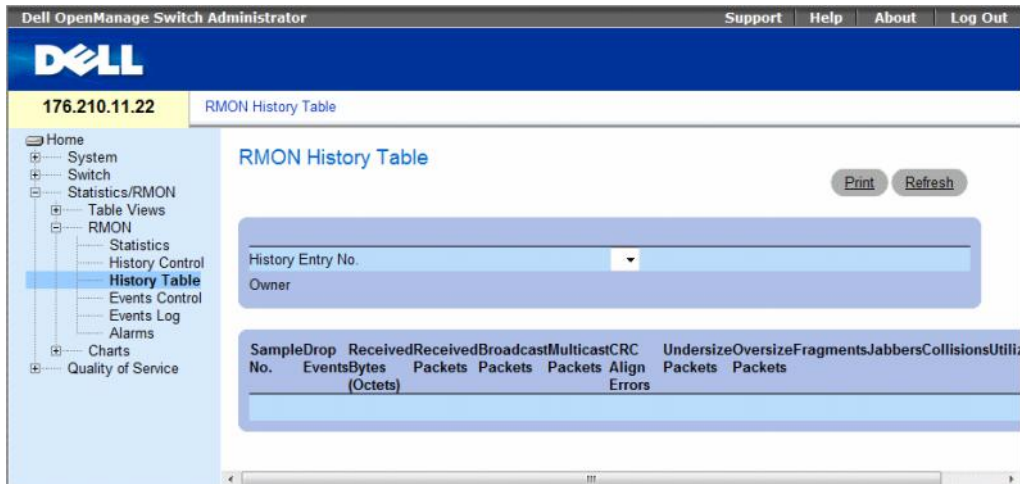 Dell OpenManage Switch Administrator
Support Help About Log Out
DELL
176.210.11.22
RMON History Table
Home
System
Switch
Statistics/RMON
Table Views
RMON
Statistics
History Control
History Table
Events Control
Events Log
Alarms
Charts
Quality of Service
RMON History Table
Print Refresh
History Entry No.
Owner
Sample Drop Received Received Broadcast Multicast CRC Undersize Oversize Fragments Jabbers Collisions Utiliz
No. Events Bytes Packets Packets Packets Align Packets Packets
(Octets) Errors